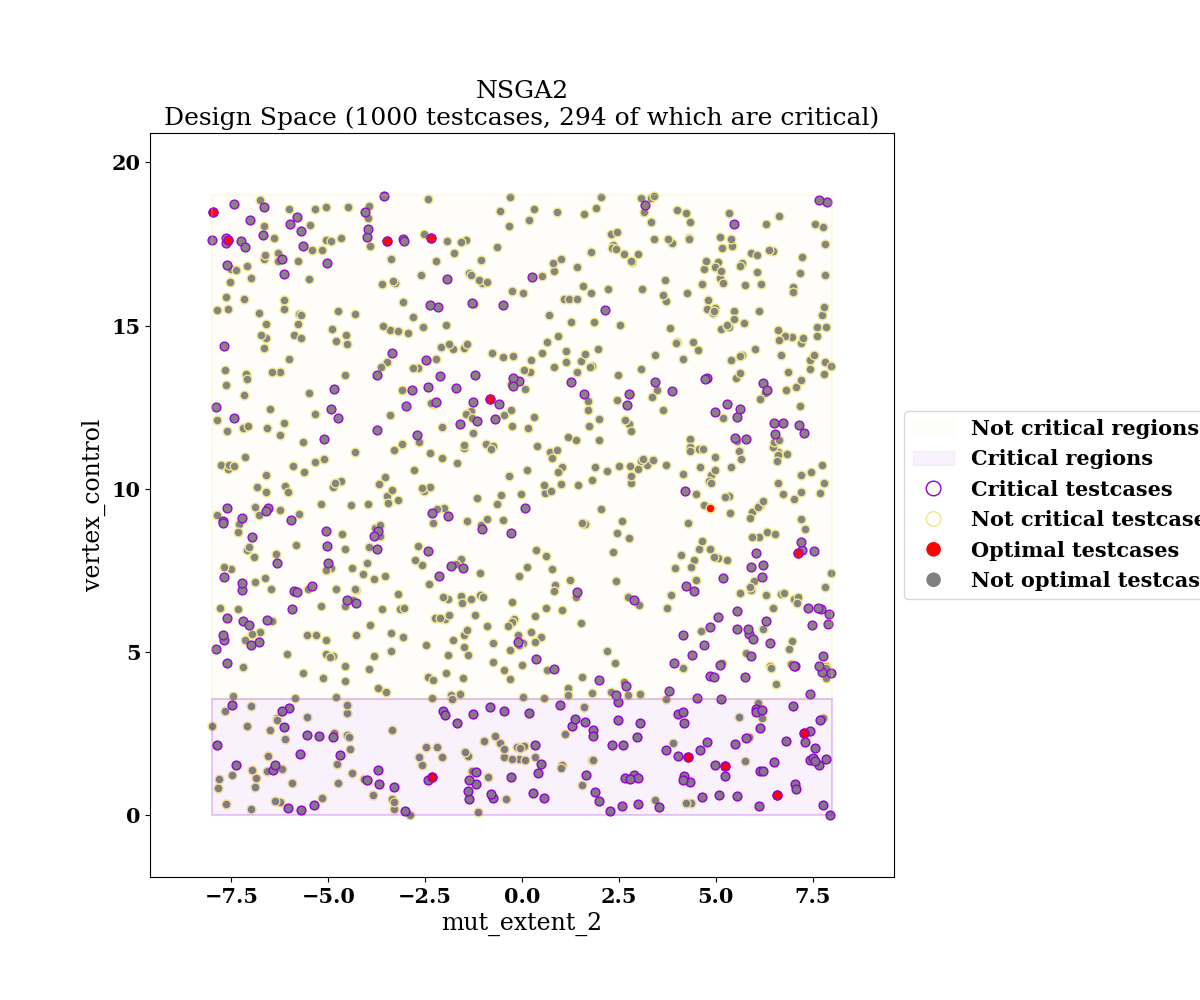 NSGA2
Design Space (1000 testcases, 294 of which are critical)
20
15
10
5
0
vertex_control
−7.5
−5.0
−2.5
0.0
2.5
5.0
7.5
mut_extent_2
Not critical regions
Critical regions
Critical testcases
Not critical testcase
Optimal testcases
Not optimal testcas